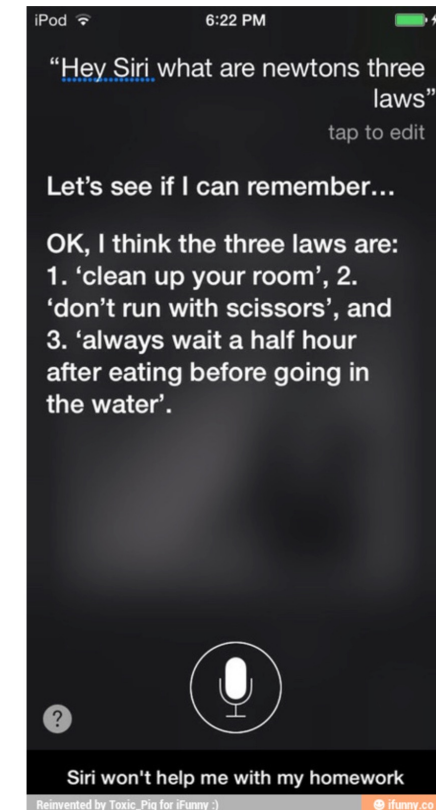 iPod 6:22 PM
“Hey Siri what are newtons three
laws”
tap to edit
Let’s see if I can remember...
OK, I think the three laws are:
1. ‘clean up your room’, 2.
‘don’t run with scissors’, and
3. ‘always wait a half hour
after eating before going in
the water’.
?
Siri won't help me with my homework
Reinvented by Toxic_Pig for iFunny :) ifunny.co